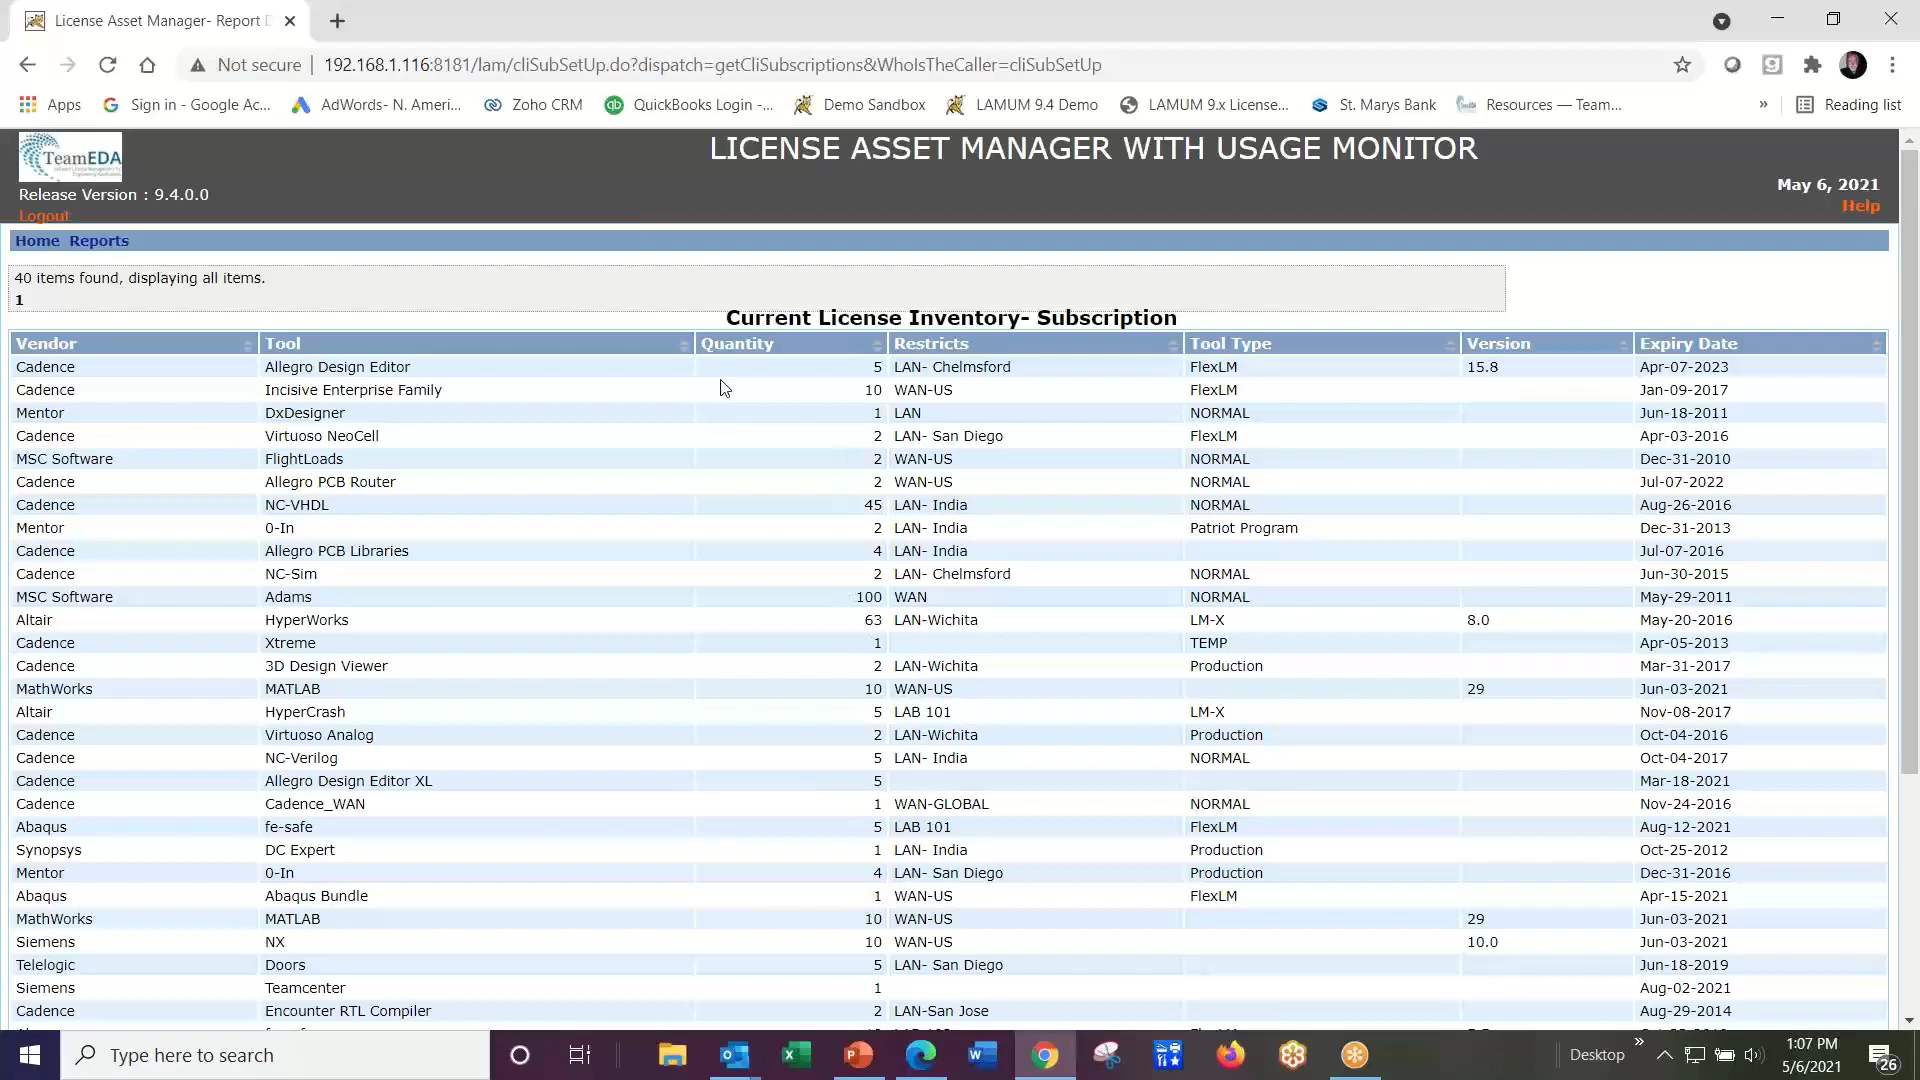 License Asset Manager- Report D
Not secure 192.168.1.116:8181/lam/cliSubSetUp.do?dispatch=getCliSubscriptions&WhoIsTheCaller=cliSubSetUp
Apps Sign in - Google Ac... AdWords- N. Ameri... Zoho CRM QuickBooks Login -... Demo Sandbox LAMUM 9.4 Demo LAMUM 9.x License... St. Marys Bank Resources — Team... » Reading list
TeamEDA
LICENSE ASSET MANAGER WITH USAGE MONITOR
Release Version : 9.4.0.0
May 6, 2021
Logout
Help
Home Reports
40 items found, displaying all items.
1
Current License Inventory- Subscription
Vendor Tool Quantity Restricts Tool Type Version Expiry Date
Cadence Allegro Design Editor 5 LAN- Chelmsford FlexLM 15.8 Apr-07-2023
Cadence Incisive Enterprise Family 10 WAN-US FlexLM Jan-09-2017
Mentor DxDesigner 1 LAN NORMAL Jun-18-2011
Cadence Virtuoso NeoCell 2 LAN- San Diego FlexLM Apr-03-2016
MSC Software FlightLoads 2 WAN-US NORMAL Dec-31-2010
Cadence Allegro PCB Router 2 WAN-US NORMAL Jul-07-2022
Cadence NC-VHDL 45 LAN- India NORMAL Aug-26-2016
Mentor 0-In 2 LAN- India Patriot Program Dec-31-2013
Cadence Allegro PCB Libraries 4 LAN- India Jul-07-2016
Cadence NC-Sim 2 LAN- Chelmsford NORMAL Jun-30-2015
MSC Software Adams 100 WAN NORMAL May-29-2011
Altair HyperWorks 63 LAN-Wichita LM-X 8.0 May-20-2016
Cadence Xtreme 1 TEMP Apr-05-2013
Cadence 3D Design Viewer 2 LAN-Wichita Production Mar-31-2017
MathWorks MATLAB 10 WAN-US 29 Jun-03-2021
Altair HyperCrash 5 LAB 101 LM-X Nov-08-2017
Cadence Virtuoso Analog 2 LAN-Wichita Production Oct-04-2016
Cadence NC-Verilog 5 LAN- India NORMAL Oct-04-2017
Cadence Allegro Design Editor XL 5 Mar-18-2021
Cadence Cadence_WAN 1 WAN-GLOBAL NORMAL Nov-24-2016
Abaqus fe-safe 5 LAB 101 FlexLM Aug-12-2021
Synopsys DC Expert 1 LAN- India Production Oct-25-2012
Mentor 0-In 4 LAN- San Diego Production Dec-31-2016
Abaqus Abaqus Bundle 1 WAN-US FlexLM Apr-15-2021
MathWorks MATLAB 10 WAN-US 29 Jun-03-2021
Siemens NX 10 WAN-US 10.0 Jun-03-2021
Telelogic Doors 5 LAN- San Diego Jun-18-2019
Siemens Teamcenter 1 Aug-02-2021
Cadence Encounter RTL Compiler 2 LAN-San Jose Aug-29-2014
Type here to search
Desktop »
1:07 PM
5/6/2021
26